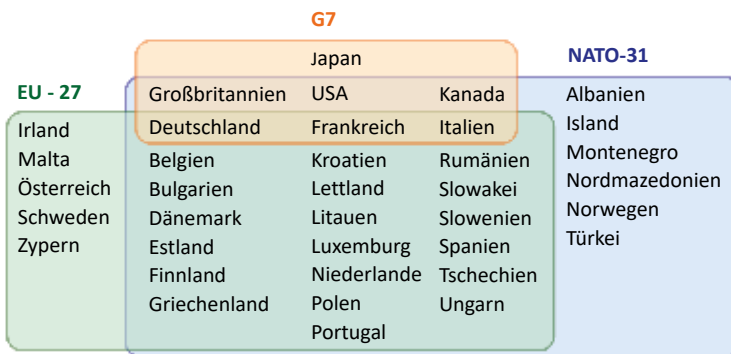 G7
Japan
NATO-31
EU - 27
Großbritannien USA Kanada
Albanien
Deutschland Frankreich Italien
Island
Irland
Malta
Österreich
Schweden
Zypern
Belgien Kroatien Rumänien
Bulgarien Lettland Slowakei
Dänemark Litauen Slowenien
Estland Luxemburg Spanien
Finnland Niederlande Tschechien
Griechenland Polen Ungarn
Portugal
Montenegro
Nordmazedonien
Norwegen
Türkei